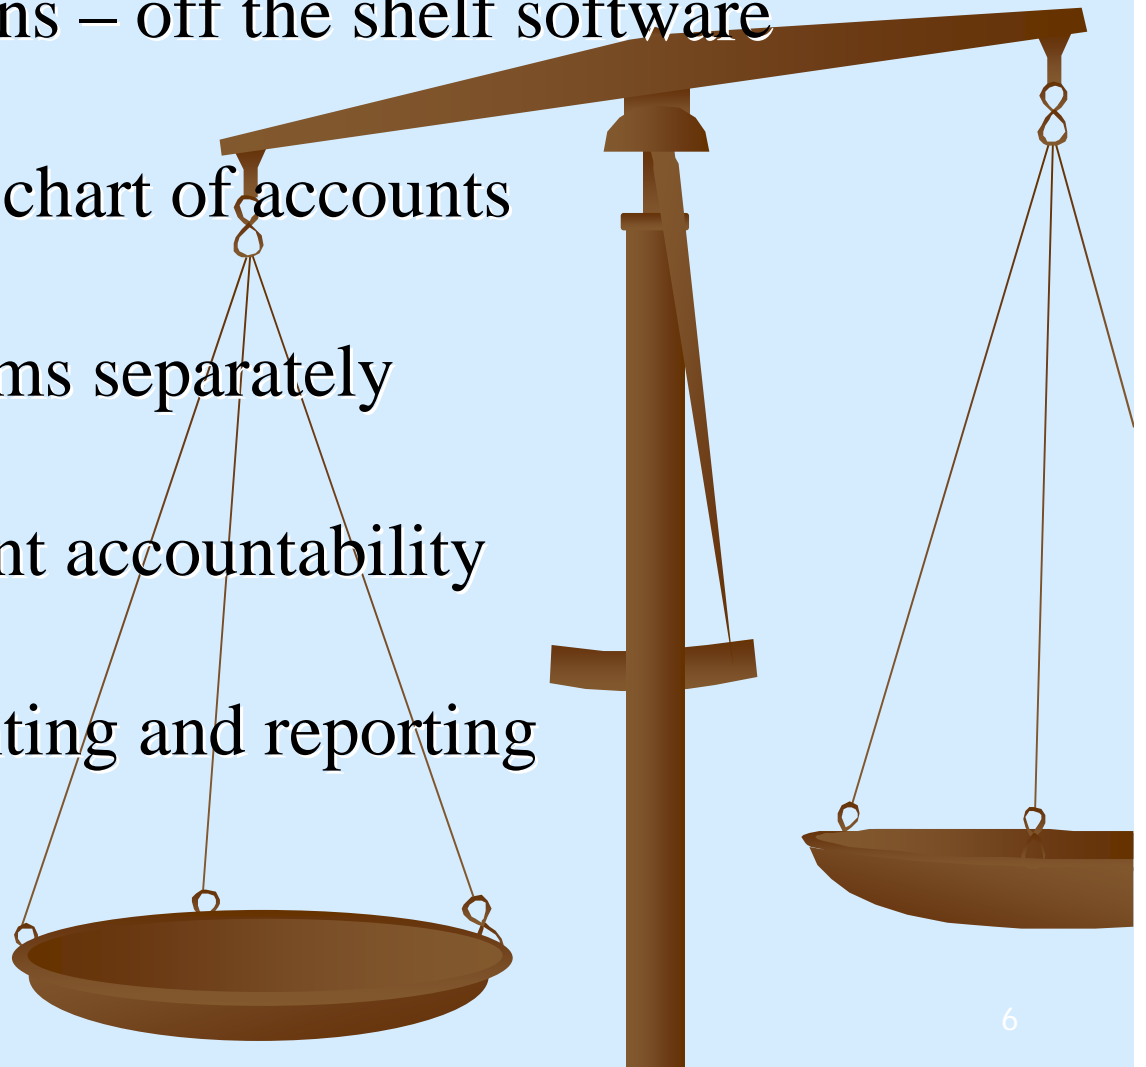 ns – off the shelf software
chart of accounts
ms separately
nt accountability
ting and reporting
6